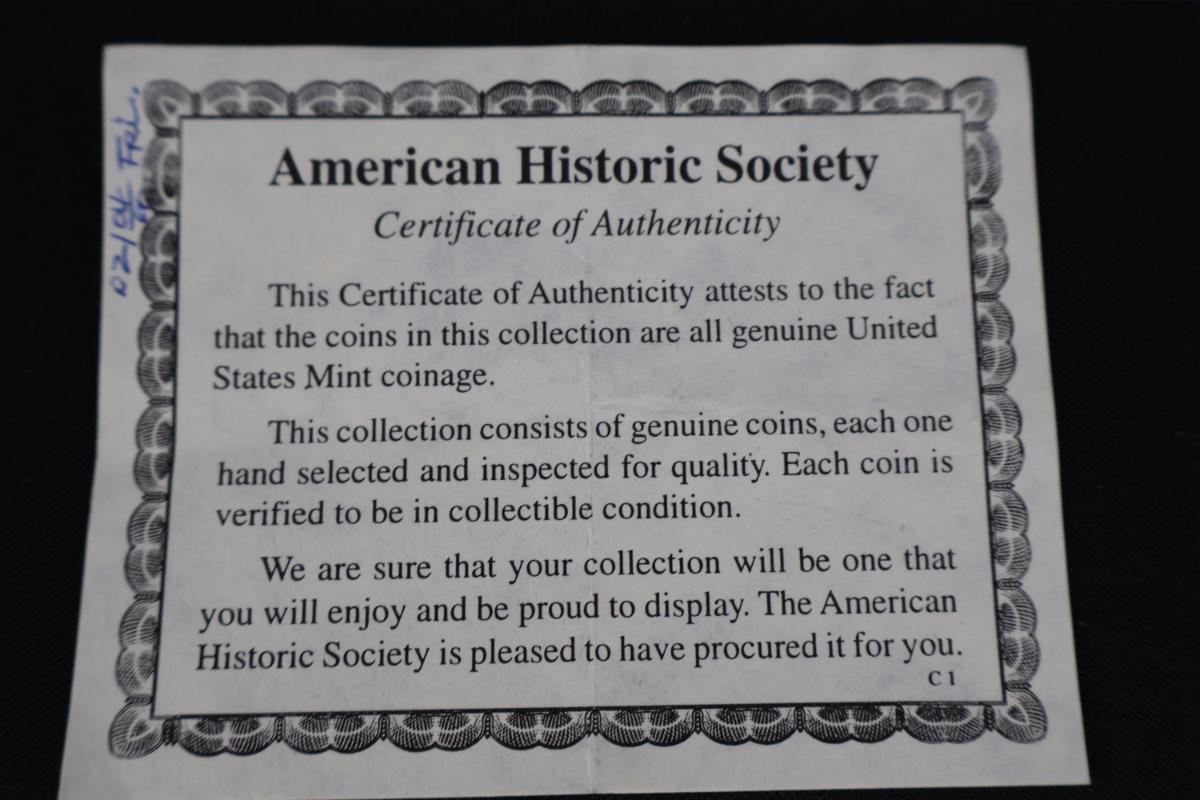 American Historic Society
Certificate of Authenticity
This Certificate of Authenticity attests to the fact
that the coins in this collection are all genuine United
States Mint coinage.
This collection consists of genuine coins, each one
hand selected and inspected for quality. Each coin is
verified to be in collectible condition.
We are sure that your collection will be one that
you will enjoy and be proud to display. The American
Historic Society is pleased to have procured it for you.
C 1
02/04 FRL.